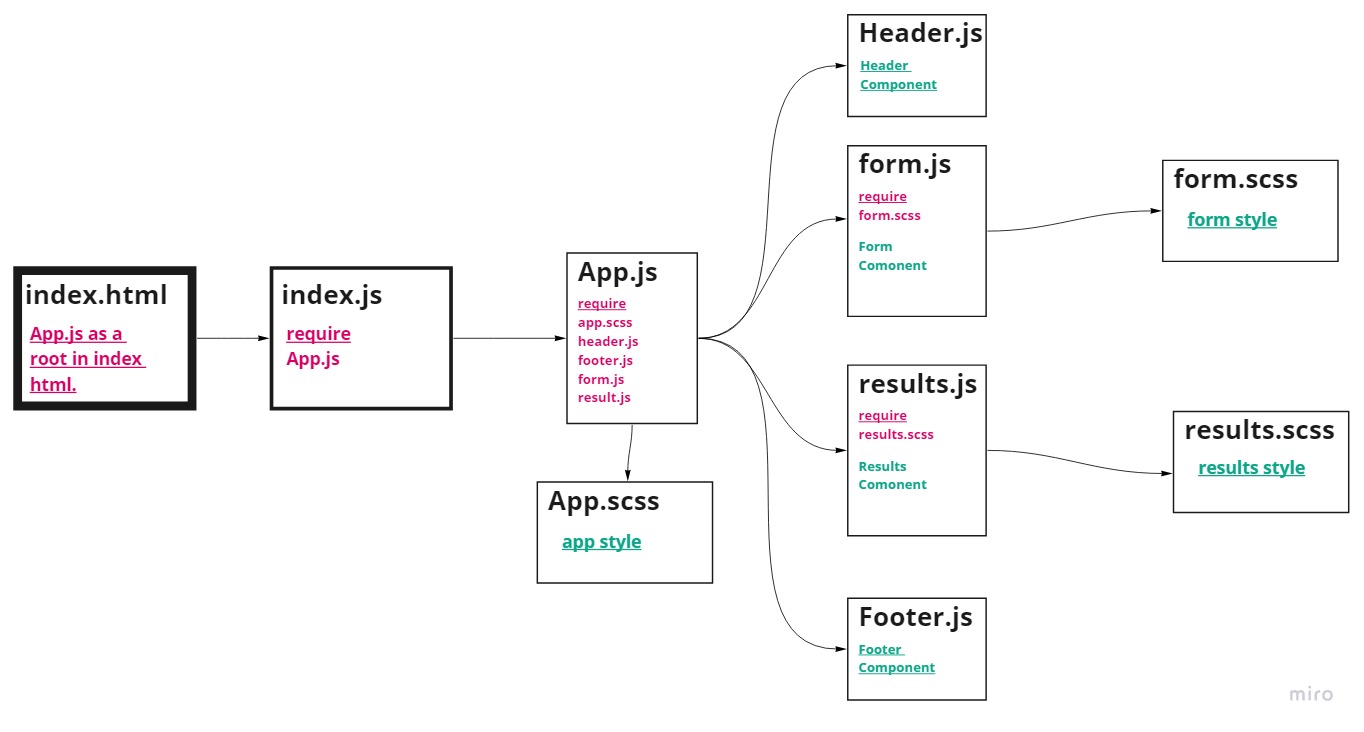 index.html
App.js as a
root in index
html.
index.js
require
App.js
App.js
require
app.scss
header.js
footer.js
form.js
result.js
App.scss
app style
Header.js
Header
Component
form.js
require
form.scss
Form
Comonent
results.js
require
results.scss
Results
Comonent
Footer.js
Footer
Component
form.scss
form style
results.scss
results style
miro